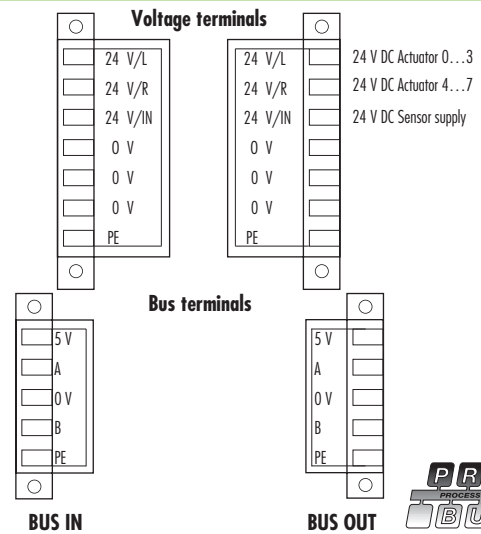 Voltage terminals
24 V/L
24 V/R
24 V/IN
0 V
0 V
0 V
PE
24 V/L
24 V/R
24 V/IN
0 V
0 V
0 V
PE
24 V DC Actuator 0...3
24 V DC Actuator 4...7
24 V DC Sensor supply
Bus terminals
5 V
A
0 V
B
PE
5 V
A
0 V
B
PE
BUS IN
BUS OUT
PR
PROCESS
BU